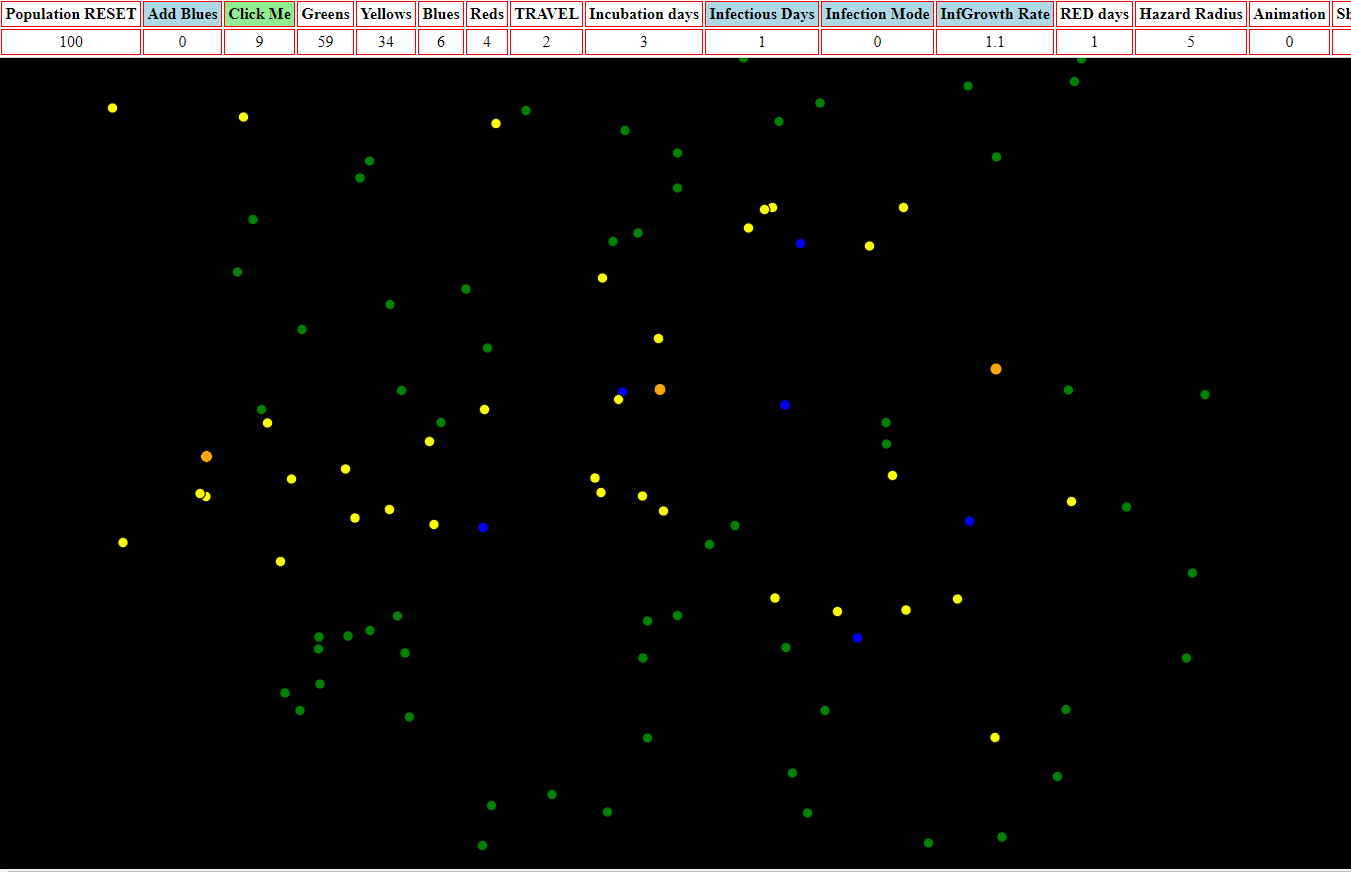 Population RESET Add Blues Click Me Greens Yellows Blues Reds TRAVEL Incubation days Infectious Days Infection Mode InfGrowth Rate RED days Hazard Radius Animation
100 0 9 59 34 6 4 2 3 1 0 1.1 1 5 0